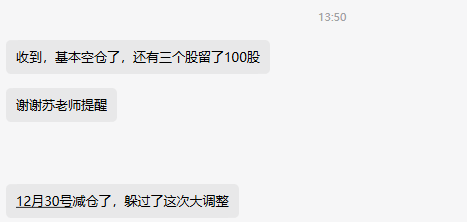 13:50
收到，基本空仓了，还有三个股留了100股
谢谢苏老师提醒
12月30号减仓了，躲过了这次大调整